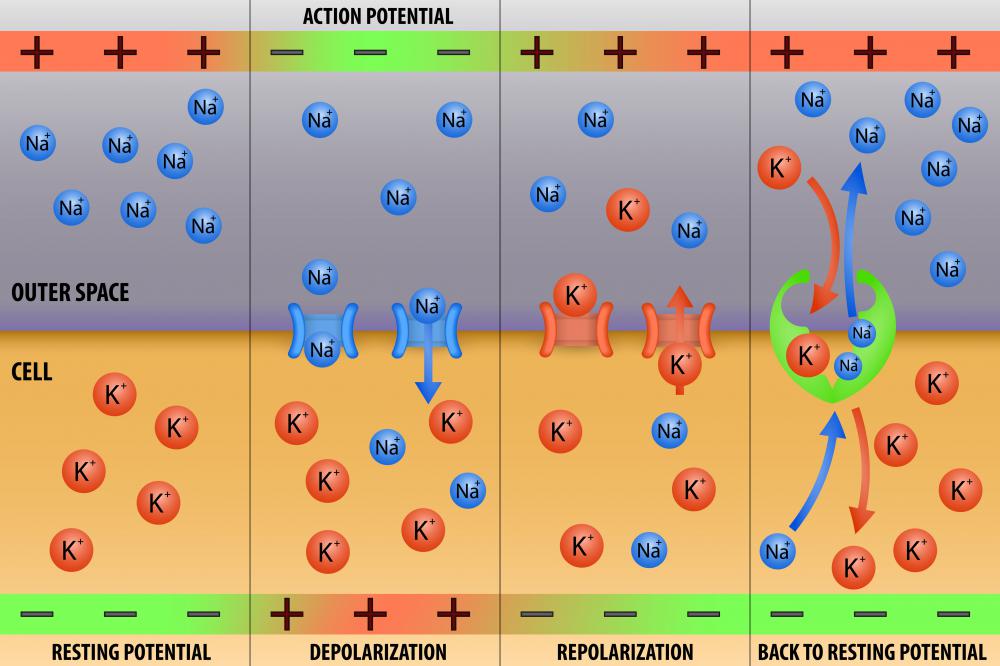 ACTION POTENTIAL
+ + + − − − + + + + + +
Na+ Na+ Na+ Na+ Na+ Na+ Na+
Na+ Na+ Na+ Na+ Na+ Na+
Na+ Na+ K+ Na+ K+ K+
K+ Na+ Na+ Na+ Na+ Na+ Na+ Na+ K+ Na+ Na+
OUTER SPACE
CELL
K+ K+ K+ K+ K+
K+ K+ Na+ K+ Na+ K+ K+
K+ Na+ K+ K+ Na+
K+ K+ K+ Na+ K+ K+
− − − + + + − − − − − −
RESTING POTENTIAL
DEPOLARIZATION
REPOLARIZATION
BACK TO RESTING POTENTIAL